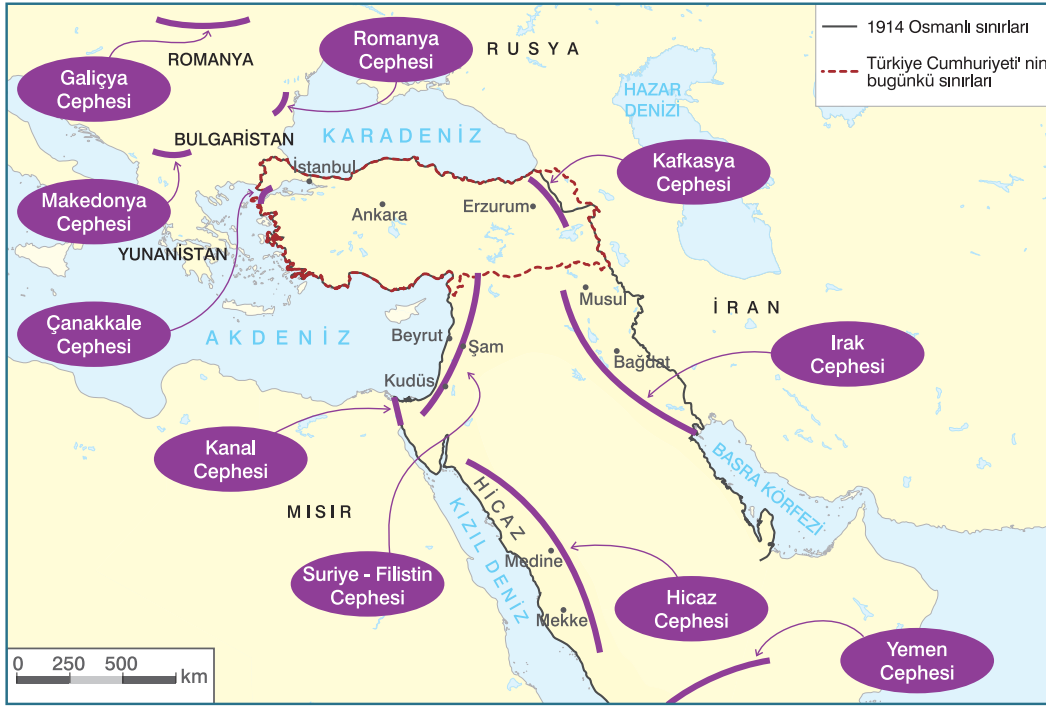 1914 Osmanlı sınırları
Türkiye Cumhuriyeti' nin
bugünkü sınırları
Galiçya
Cephesi
ROMANYA
Romanya
Cephesi
RUSYA
HAZAR
DENİZİ
BULGARİSTAN
KARADENİZ
İstanbul
Kafkasya
Cephesi
Makedonya
Cephesi
Ankara
Erzurum
YUNANİSTAN
Çanakkale
Cephesi
AKDENİZ
Musul
İRAN
Beyrut
Şam
Bağdat
Irak
Cephesi
Kudüs
Kanal
Cephesi
BASRA KÖRFEZİ
MISIR
HİCAZ
KIZIL DENİZ
Medine
Suriye - Filistin
Cephesi
Hicaz
Cephesi
Mekke
Yemen
Cephesi
0 250 500
km